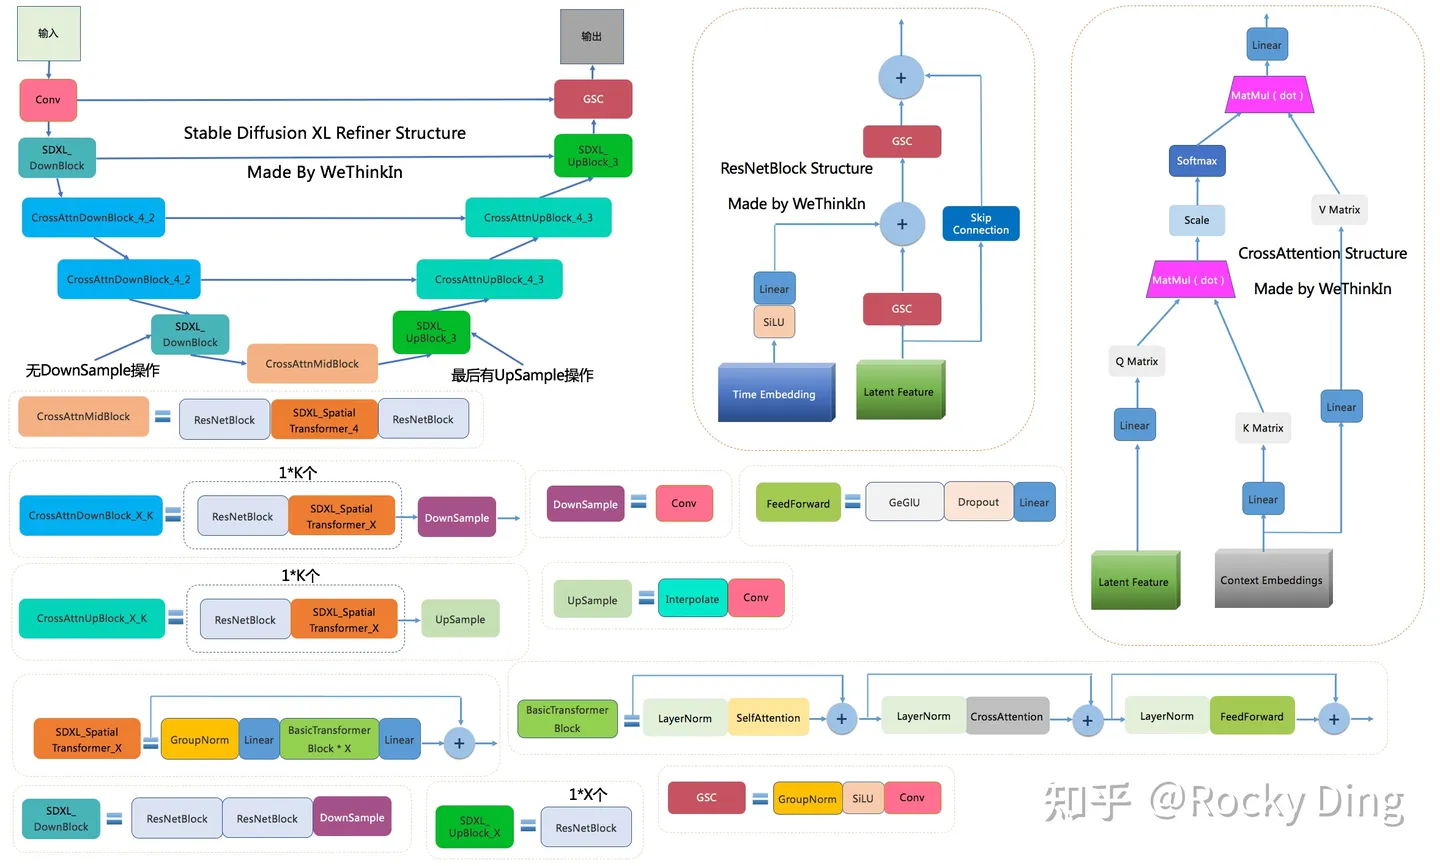 输入
输出
Conv
GSC
Stable Diffusion XL Refiner Structure
Made By WeThinkIn
SDXL_
DownBlock
SDXL_
UpBlock_3
CrossAttnDownBlock_4_2
CrossAttnUpBlock_4_3
CrossAttnDownBlock_4_2
CrossAttnUpBlock_4_3
SDXL_
DownBlock
SDXL_
UpBlock_3
CrossAttnMidBlock
无DownSample操作
最后有UpSample操作
+
GSC
ResNetBlock Structure
Made by WeThinkIn
+
Skip
Connection
Linear
SiLU
GSC
Time Embedding
Latent Feature
Linear
MatMul ( dot )
Softmax
V Matrix
Scale
CrossAttention Structure
Made by WeThinkIn
MatMul ( dot )
Q Matrix
Linear
K Matrix
Linear
Linear
Latent Feature
Context Embeddings
CrossAttnMidBlock
=
ResNetBlock
SDXL_Spatial
Transformer_4
ResNetBlock
1*K个
CrossAttnDownBlock_X_K
=
ResNetBlock
SDXL_Spatial
Transformer_X
DownSample
DownSample
=
Conv
FeedForward
=
GeGlU
Dropout
Linear
1*K个
CrossAttnUpBlock_X_K
=
ResNetBlock
SDXL_Spatial
Transformer_X
UpSample
UpSample
=
Interpolate
Conv
SDXL_Spatial
Transformer_X
=
GroupNorm
Linear
BasicTransformer
Block * X
Linear
+
BasicTransformer
Block
=
LayerNorm
SelfAttention
+
LayerNorm
CrossAttention
+
LayerNorm
FeedForward
+
SDXL_
DownBlock
=
ResNetBlock
ResNetBlock
DownSample
1*X个
SDXL_
UpBlock_X
=
ResNetBlock
GSC
=
GroupNorm
SiLU
Conv
知乎 @Rocky Ding